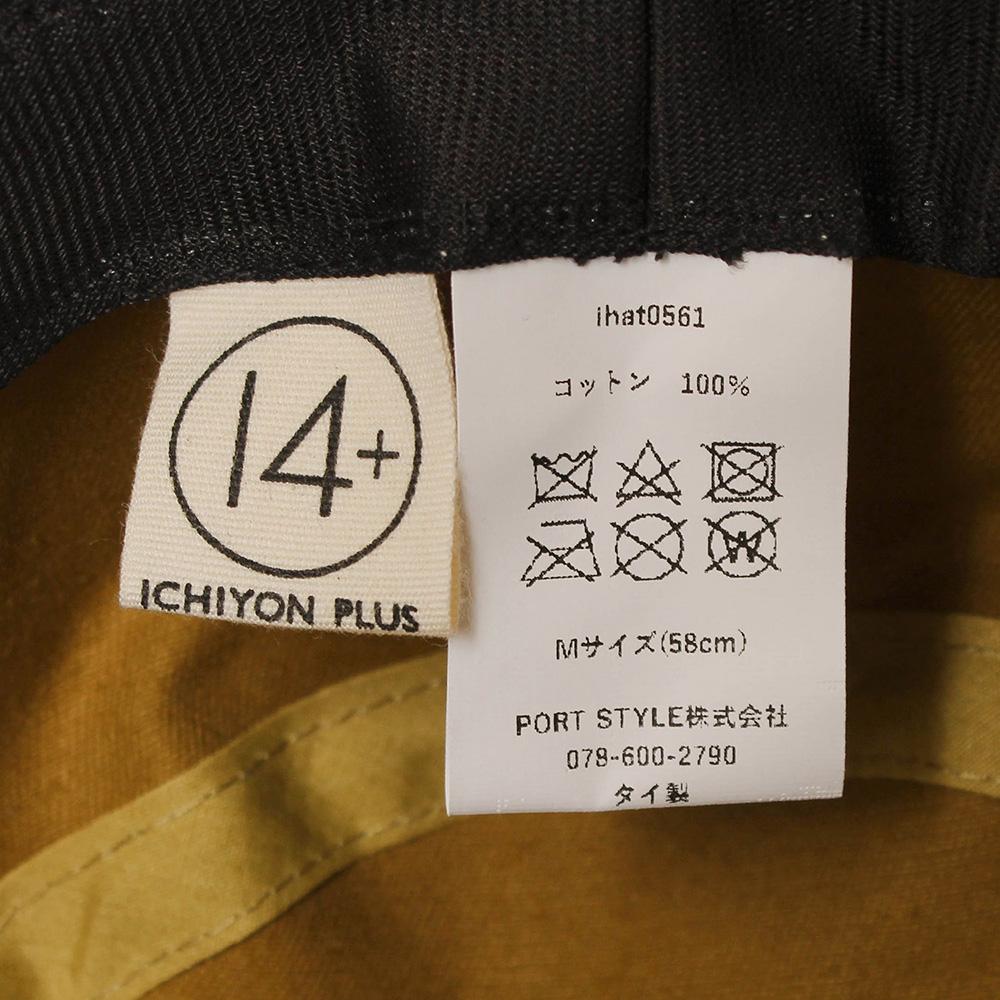 14+
ICHIYON PLUS
ihat0561
コットン 100%
W
Mサイズ(58cm)
PORT STYLE株式会社
078-600-2790
タイ製